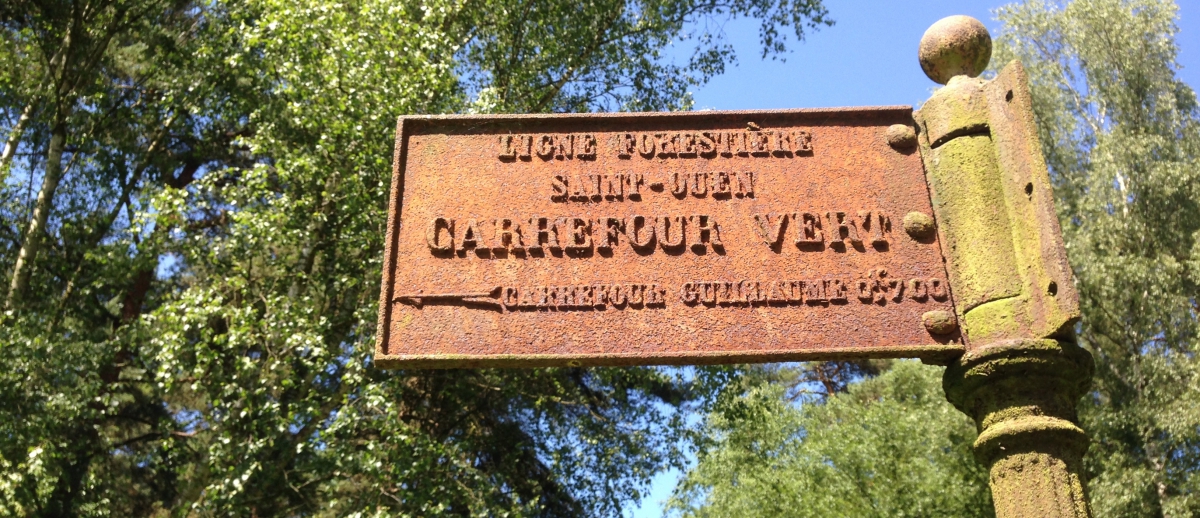 LIGNE FORESTIÈRE
SAINT-OUEN
CARREFOUR VERT
CARREFOUR GUILLAUME 0K700